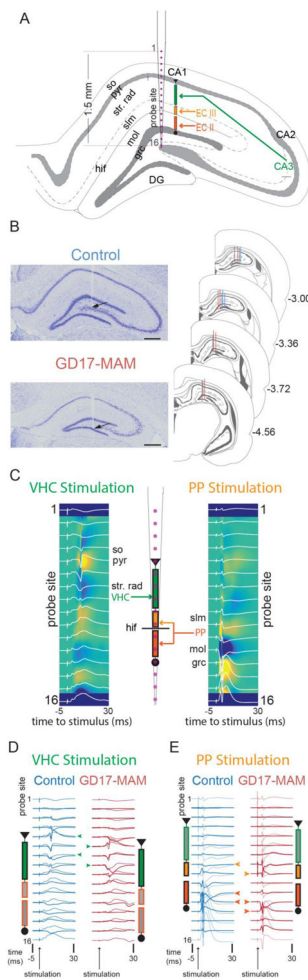 A
1
1.5 mm
so
pyr
str. rad
slm
mol
grc
hif
probe site
16
CA1
EC III
EC II
CA2
CA3
DG
B
Control
GD17-MAM
-3.00
-3.36
-3.72
-4.56
C
VHC Stimulation
PP Stimulation
1
probe site
16
-5
30
time to stimulus (ms)
so
pyr
str. rad
VHC
hif
PP
slm
mol
grc
1
probe site
16
-5
30
time to stimulus (ms)
D
VHC Stimulation
Control
GD17-MAM
1
probe site
16
time
(ms)
-5
30
-5
30
stimulation
stimulation
E
PP Stimulation
Control
GD17-MAM
1
probe site
16
time
(ms)
-5
30
-5
30
stimulation
stimulation